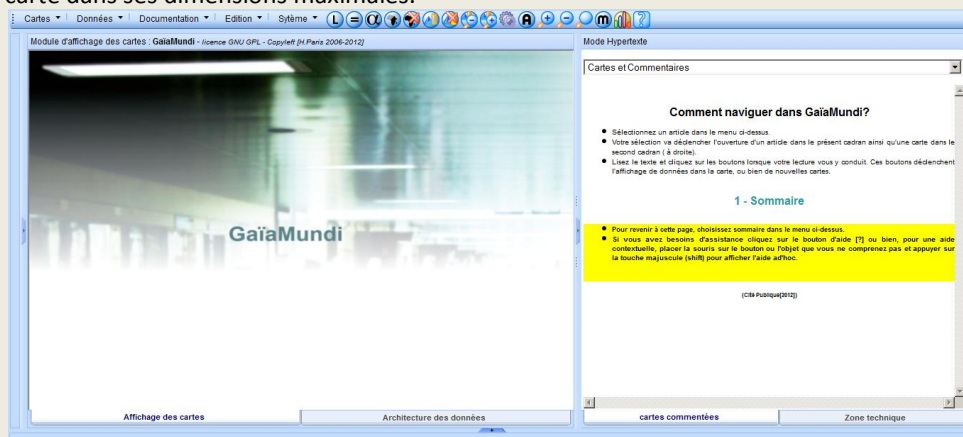 carte dans ses dimensions maximales.
Cartes Données Documentation Edition Sytème
Module d'affichage des cartes : GaïaMundi - licence GNU GPL - Copyleft [H.Paris 2006-2012]
Mode Hypertexte
Cartes et Commentaires
GaïaMundi
Comment naviguer dans GaïaMundi?
Sélectionnez un article dans le menu ci-dessus.
Votre sélection va déclencher l'ouverture d'un article dans le présent cadran ainsi qu'une carte dans le
second cadran ( à droite).
Lisez le texte et cliquez sur les boutons lorsque votre lecture vous y conduit. Ces boutons déclenchent
l'affichage de données dans la carte, ou bien de nouvelles cartes.
1 - Sommaire
Pour revenir à cette page, choisissez sommaire dans le menu ci-dessus.
Si vous avez besoins d'assistance cliquez sur le bouton d'aide [?] ou bien, pour une aide
contextuelle, placer la souris sur le bouton ou l'objet que vous ne comprenez pas et appuyer sur
la touche majuscule (shift) pour afficher l'aide ad'hoc.
(Cité Publique[2012])
Affichage des cartes
Architecture des données
cartes commentées
Zone technique